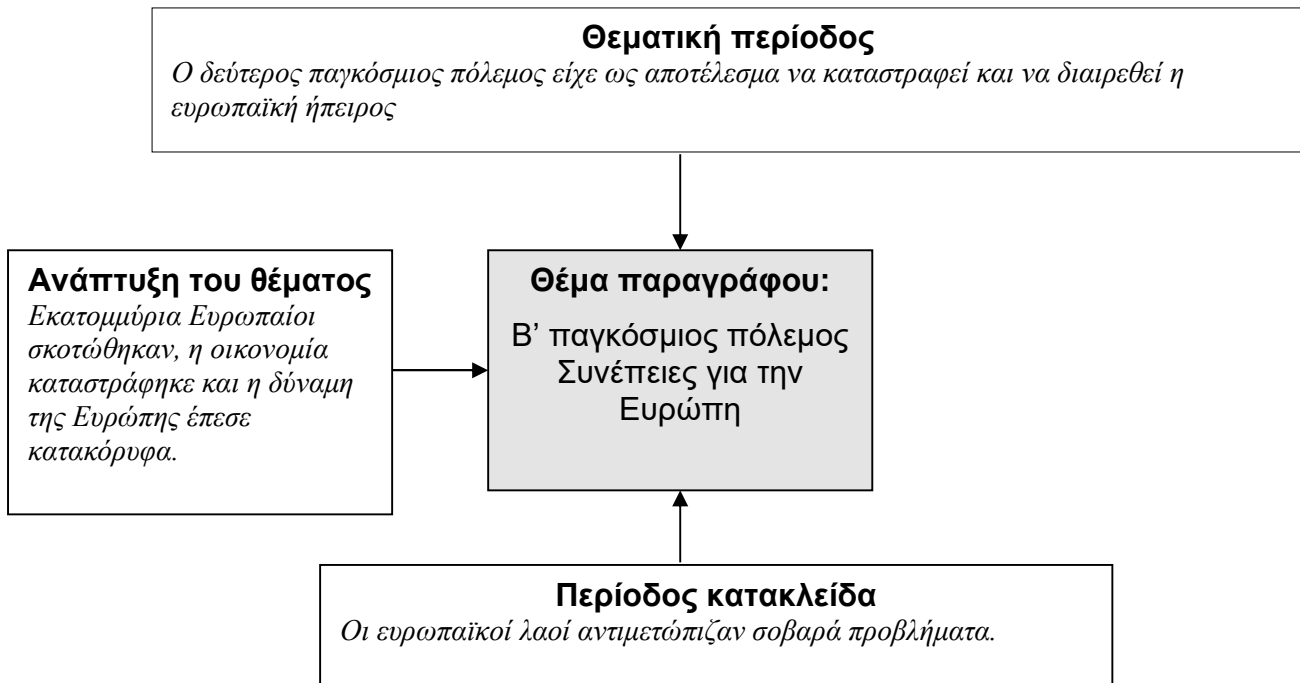 Θεματική περίοδος
Ο δεύτερος παγκόσμιος πόλεμος είχε ως αποτέλεσμα να καταστραφεί και να διαιρεθεί η
ευρωπαϊκή ήπειρος
Ανάπτυξη του θέματος
Εκατομμύρια Ευρωπαίοι
σκοτώθηκαν, η οικονομία
καταστράφηκε και η δύναμη
της Ευρώπης έπεσε
κατακόρυφα.
Θέμα παραγράφου:
Β’ παγκόσμιος πόλεμος
Συνέπειες για την
Ευρώπη
Περίοδος κατακλείδα
Οι ευρωπαϊκοί λαοί αντιμετώπιζαν σοβαρά προβλήματα.